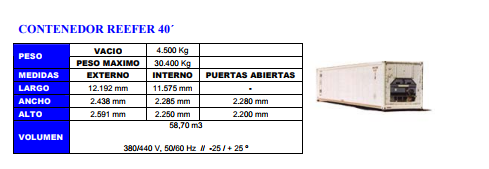 CONTENEDOR REEFER 40´
PESO VACIO 4.500 Kg
PESO MAXIMO 30.400 Kg
MEDIDAS EXTERNO INTERNO PUERTAS ABIERTAS
LARGO 12.192 mm 11.575 mm -
ANCHO 2.438 mm 2.285 mm 2.280 mm
ALTO 2.591 mm 2.250 mm 2.200 mm
VOLUMEN 58,70 m3
380/440 V, 50/60 Hz // -25 / + 25 º